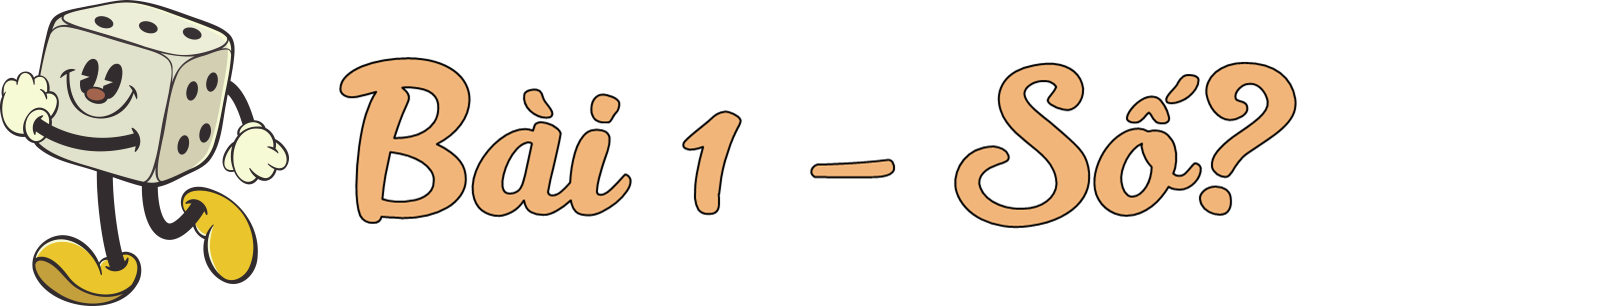 Bài 1 – Số?